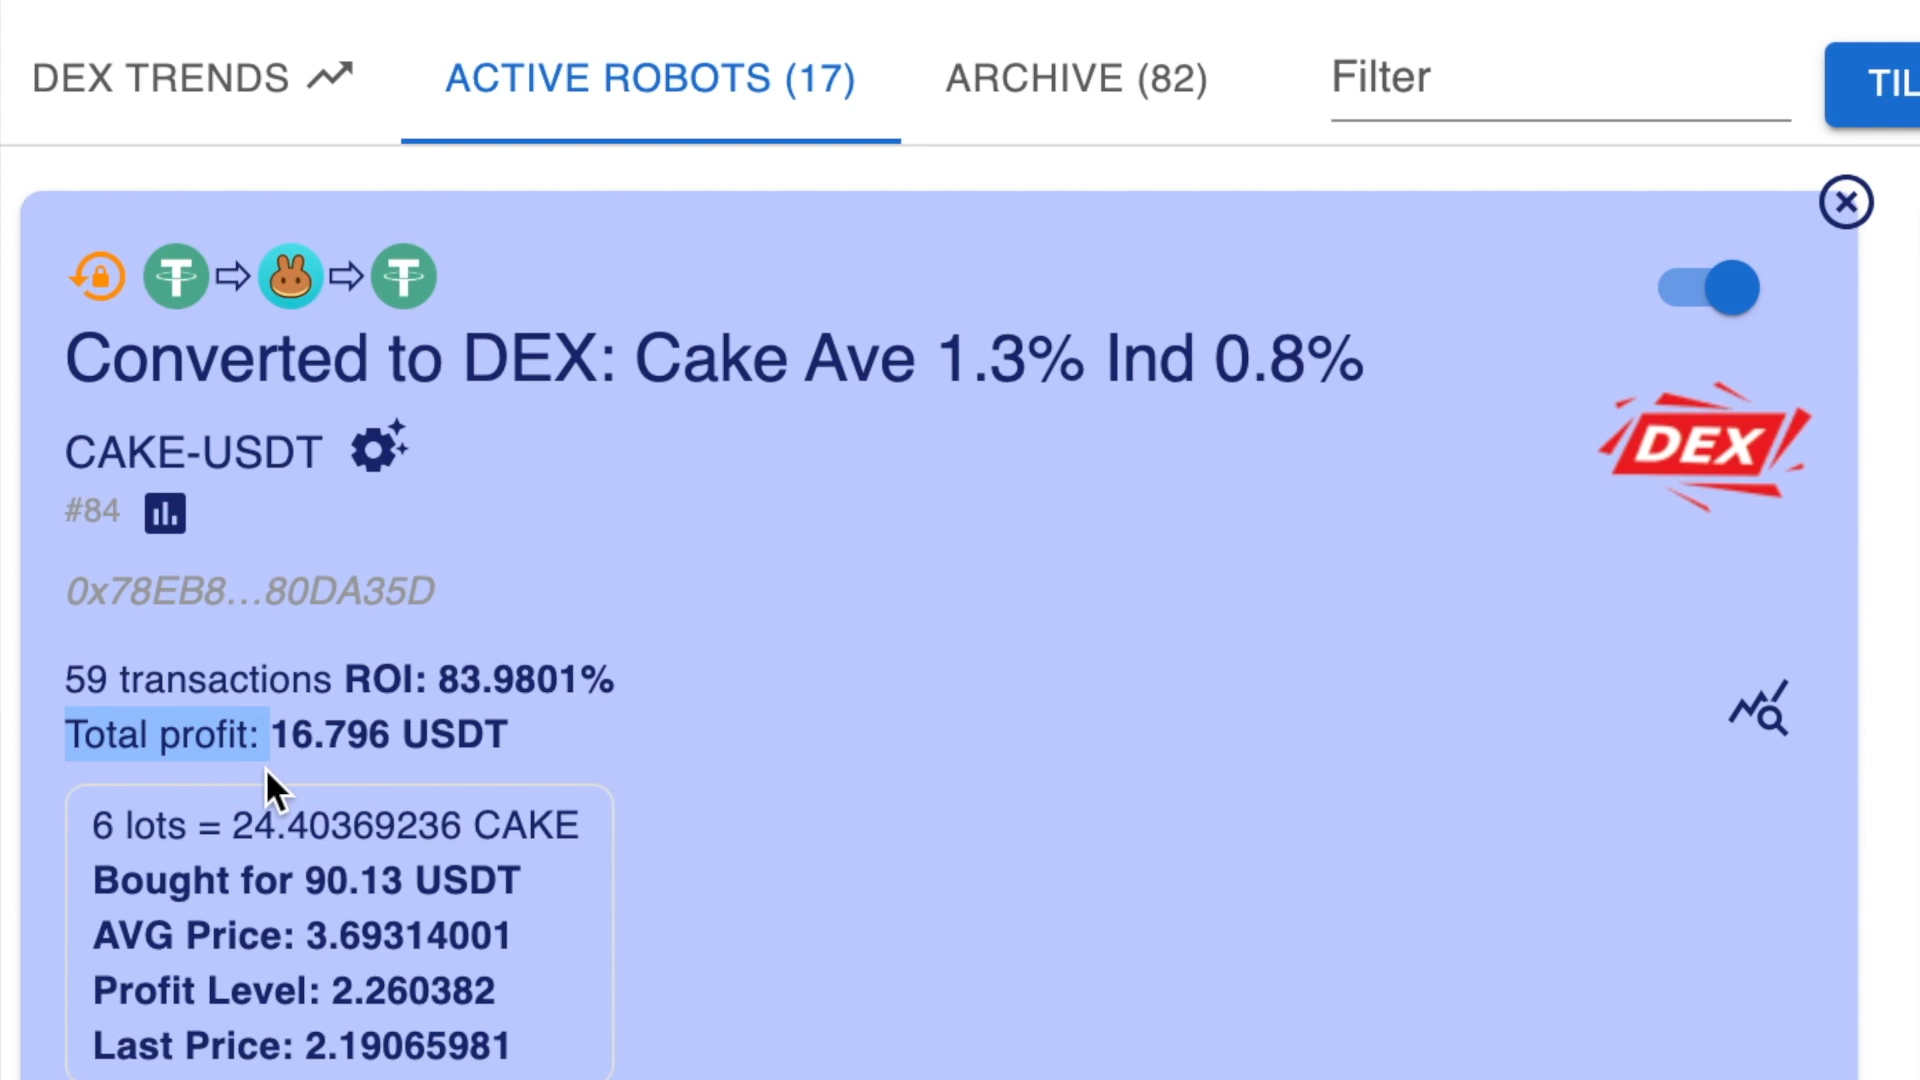 DEX TRENDS
ACTIVE ROBOTS (17)
ARCHIVE (82)
Filter
TIL
Converted to DEX: Cake Ave 1.3% Ind 0.8%
CAKE-USDT
#84
DEX
0x78EB8...80DA35D
59 transactions ROI: 83.9801%
Total profit: 16.796 USDT
6 lots = 24.40369236 CAKE
Bought for 90.13 USDT
AVG Price: 3.69314001
Profit Level: 2.260382
Last Price: 2.19065981